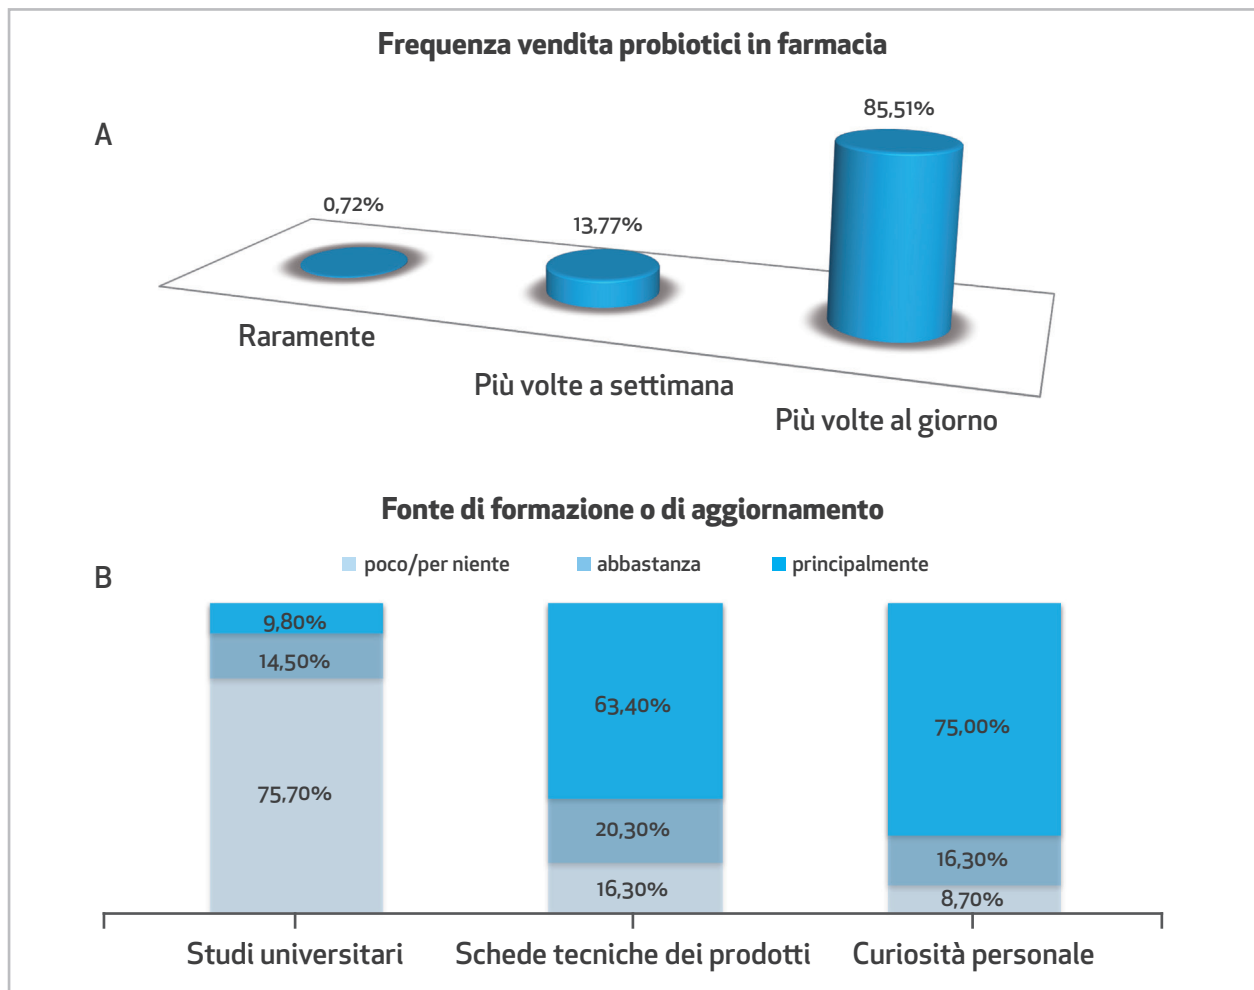 Frequenza vendita probiotici in farmacia
A
85,51%
0,72%
13,77%
Raramente
Più volte a settimana
Più volte al giorno
Fonte di formazione o di aggiornamento
B
poco/per niente
abbastanza
principalmente
9,80%
14,50%
75,70%
63,40%
20,30%
16,30%
75,00%
16,30%
8,70%
Studi universitari
Schede tecniche dei prodotti
Curiosità personale